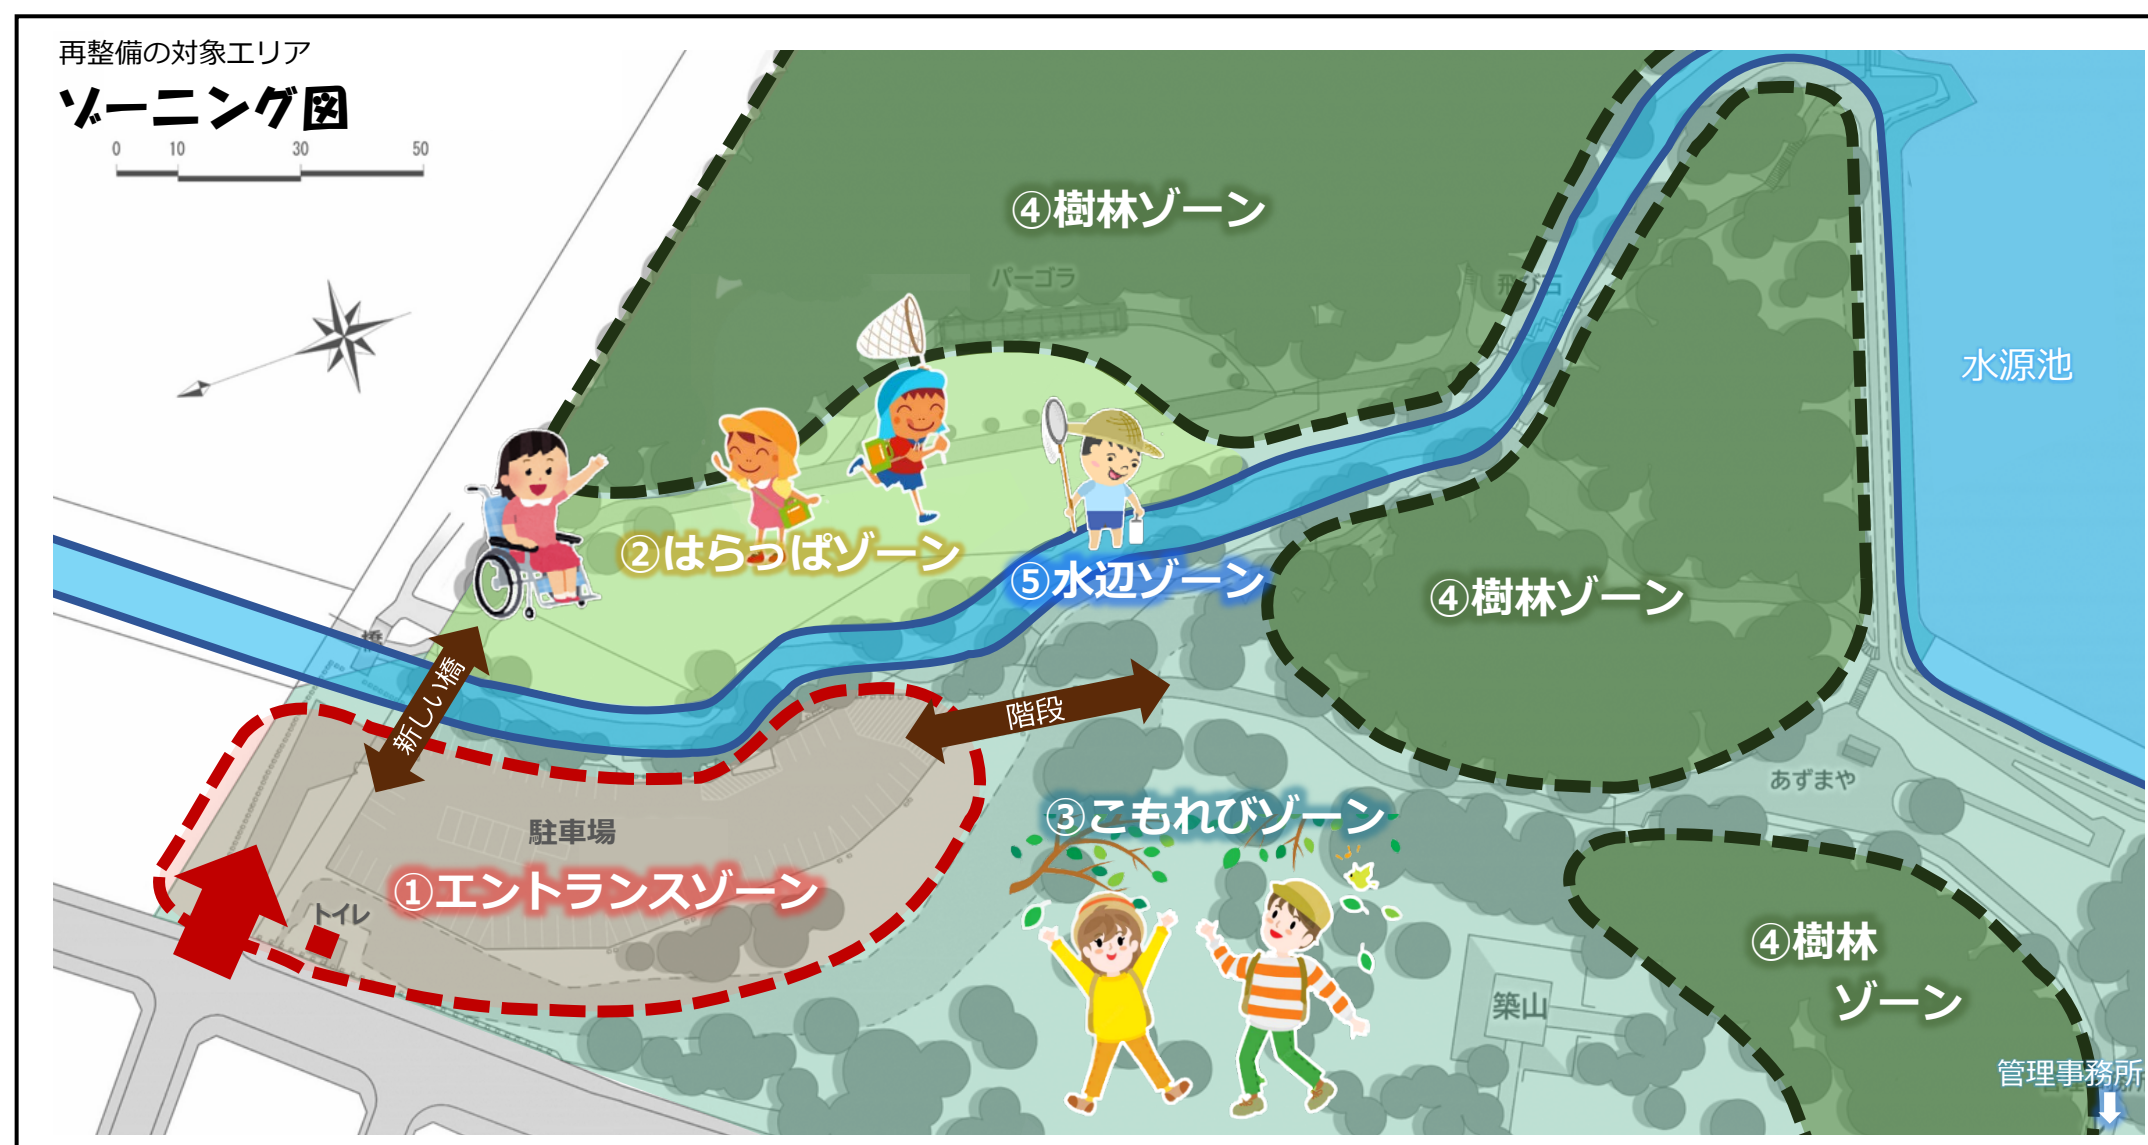 再整備の対象エリア
ゾーニング図
0 10 30 50
④樹林ゾーン
パーゴラ
飛び石
水源池
②はらっぱゾーン
⑤水辺ゾーン
④樹林ゾーン
橋
新しい橋
階段
あずまや
駐車場
③こもれびゾーン
①エントランスゾーン
トイレ
④樹林
ゾーン
築山
管理事務所